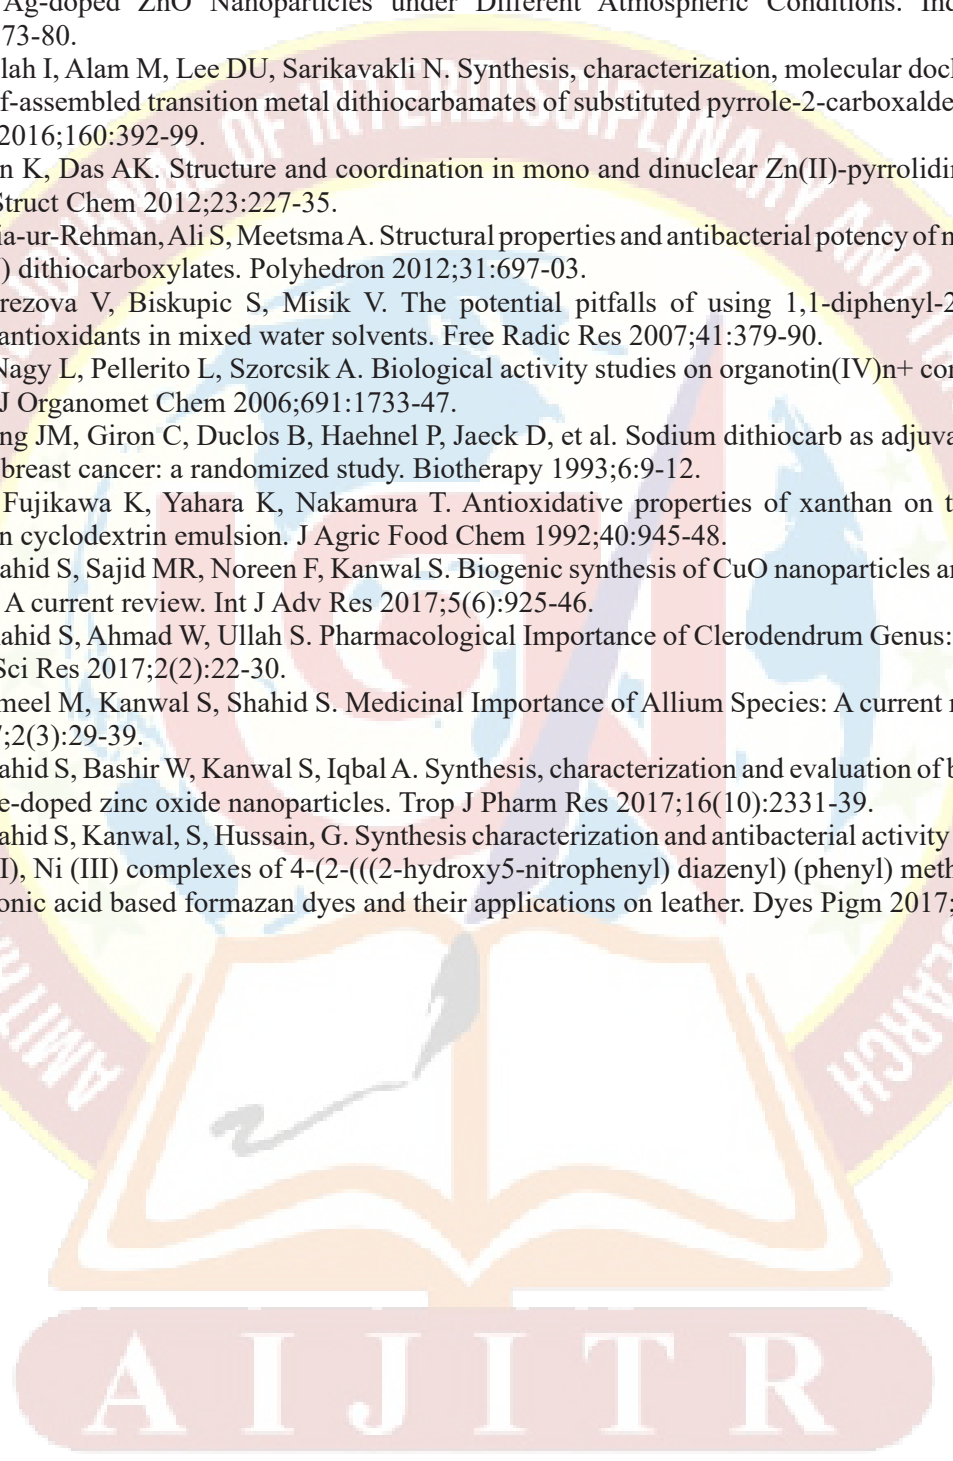 Ag-doped ZnO Nanoparticles under Different Atmospheric Conditions.
73-80.
lah I, Alam M, Lee DU, Sarikavakli N. Synthesis, characterization, molecular
f-assembled transition metal dithiocarbamates of substituted
2016;160:392-99.
n K, Das AK. Structure and coordination in mono and dinuclear
Struct Chem 2012;23:227-35.
ia-ur-Rehman, Ali S, Meetsma A. Structural properties and antibacterial potency of
) dithiocarboxylates. Polyhedron 2012;31:697-03.
rezova V, Biskupic S, Misik V. The potential pitfalls of using 1,1-diphenyl-2
antioxidants in mixed water solvents. Free Radic Res 2007;41:379-90.
Nagy L, Pellerito L, Szorcsik A. Biological activity studies on organotin(IV)n+
J Organomet Chem 2006;691:1733-47.
ng JM, Giron C, Duclos B, Haehnel P, Jaeck D, et al. Sodium dithiocarb as
breast cancer: a randomized study. Biotherapy 1993;6:9-12.
Fujikawa K, Yahara K, Nakamura T. Antioxidative properties of xanthan on
n cyclodextrin emulsion. J Agric Food Chem 1992;40:945-48.
ahid S, Sajid MR, Noreen F, Kanwal S. Biogenic synthesis of CuO nanoparticles
A current review. Int J Adv Res 2017;5(6):925-46.
ahid S, Ahmad W, Ullah S. Pharmacological Importance of Clerodendrum Genus:
Sci Res 2017;2(2):22-30.
meel M, Kanwal S, Shahid S. Medicinal Importance of Allium Species: A current
;2(3):29-39.
ahid S, Bashir W, Kanwal S, Iqbal A. Synthesis, characterization and evaluation of
e-doped zinc oxide nanoparticles. Trop J Pharm Res 2017;16(10):2331-39.
ahid S, Kanwal, S, Hussain, G. Synthesis characterization and antibacterial activity
I), Ni (III) complexes of 4-(2-(((2-hydroxy5-nitrophenyl) diazenyl) (phenyl)
onic acid based formazan dyes and their applications on leather. Dyes Pigm 2017;
JOURNAL OF INTERDISCIPLINARY AND
RESEARCH
AIJITR